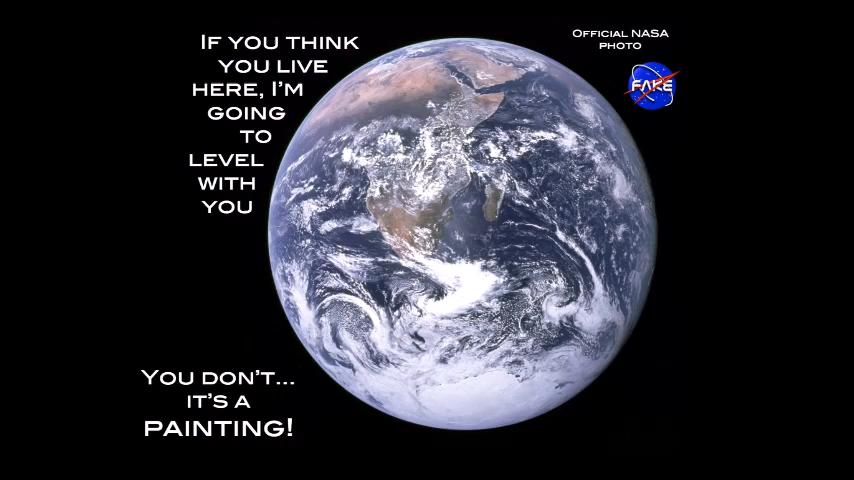 If you think
you live
here, I'm
going
to
level
with
you
Official NASA
photo
FAKE
You don't...
it's a
painting!